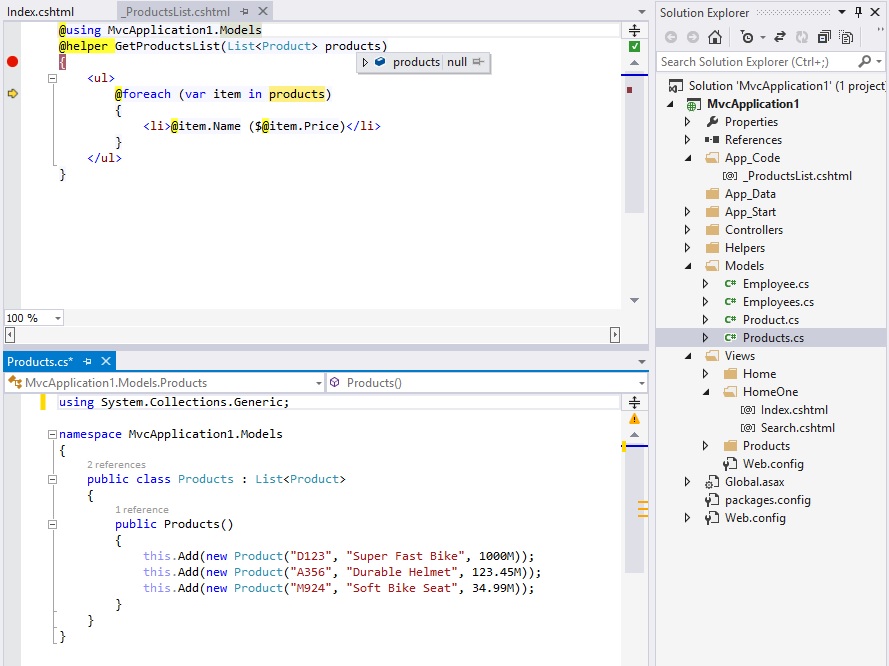 Index.cshtml
_ProductsList.cshtml
@using MvcApplication1.Models
@helper GetProductsList(List<Product> products)
{
products null
<ul>
@foreach (var item in products)
{
<li>@item.Name ($@item.Price)</li>
}
</ul>
}
100 %
Products.cs*
MvcApplication1.Models.Products
Products()
using System.Collections.Generic;
namespace MvcApplication1.Models
{
2 references
public class Products : List<Product>
{
1 reference
public Products()
{
this.Add(new Product("D123", "Super Fast Bike", 1000M));
this.Add(new Product("A356", "Durable Helmet", 123.45M));
this.Add(new Product("M924", "Soft Bike Seat", 34.99M));
}
}
}
Solution Explorer
Search Solution Explorer (Ctrl+;)
Solution 'MvcApplication1' (1 project
MvcApplication1
Properties
References
App_Code
_ProductsList.cshtml
App_Data
App_Start
Controllers
Helpers
Models
C# Employee.cs
C# Employees.cs
C# Product.cs
C# Products.cs
Views
Home
HomeOne
[@] Index.cshtml
[@] Search.cshtml
Products
Web.config
Global.asax
packages.config
Web.config